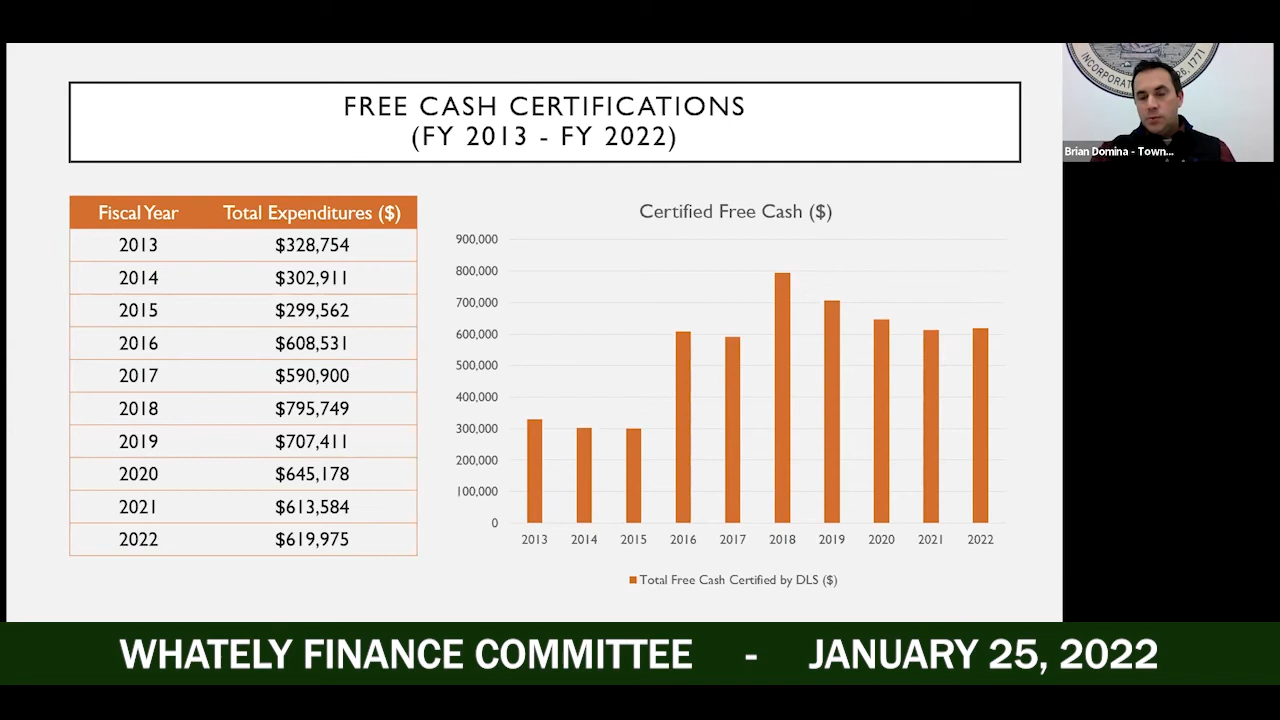 FREE CASH CERTIFICATIONS
(FY 2013 - FY 2022)
INCORPORAT 26, 1771
Brian Domina - Town...
Fiscal Year Total Expenditures ($)
2013 $328,754
2014 $302,911
2015 $299,562
2016 $608,531
2017 $590,900
2018 $795,749
2019 $707,411
2020 $645,178
2021 $613,584
2022 $619,975
Certified Free Cash ($)
900,000
800,000
700,000
600,000
500,000
400,000
300,000
200,000
100,000
0
2013 2014 2015 2016 2017 2018 2019 2020 2021 2022
Total Free Cash Certified by DLS ($)
WHATELY FINANCE COMMITTEE - JANUARY 25, 2022